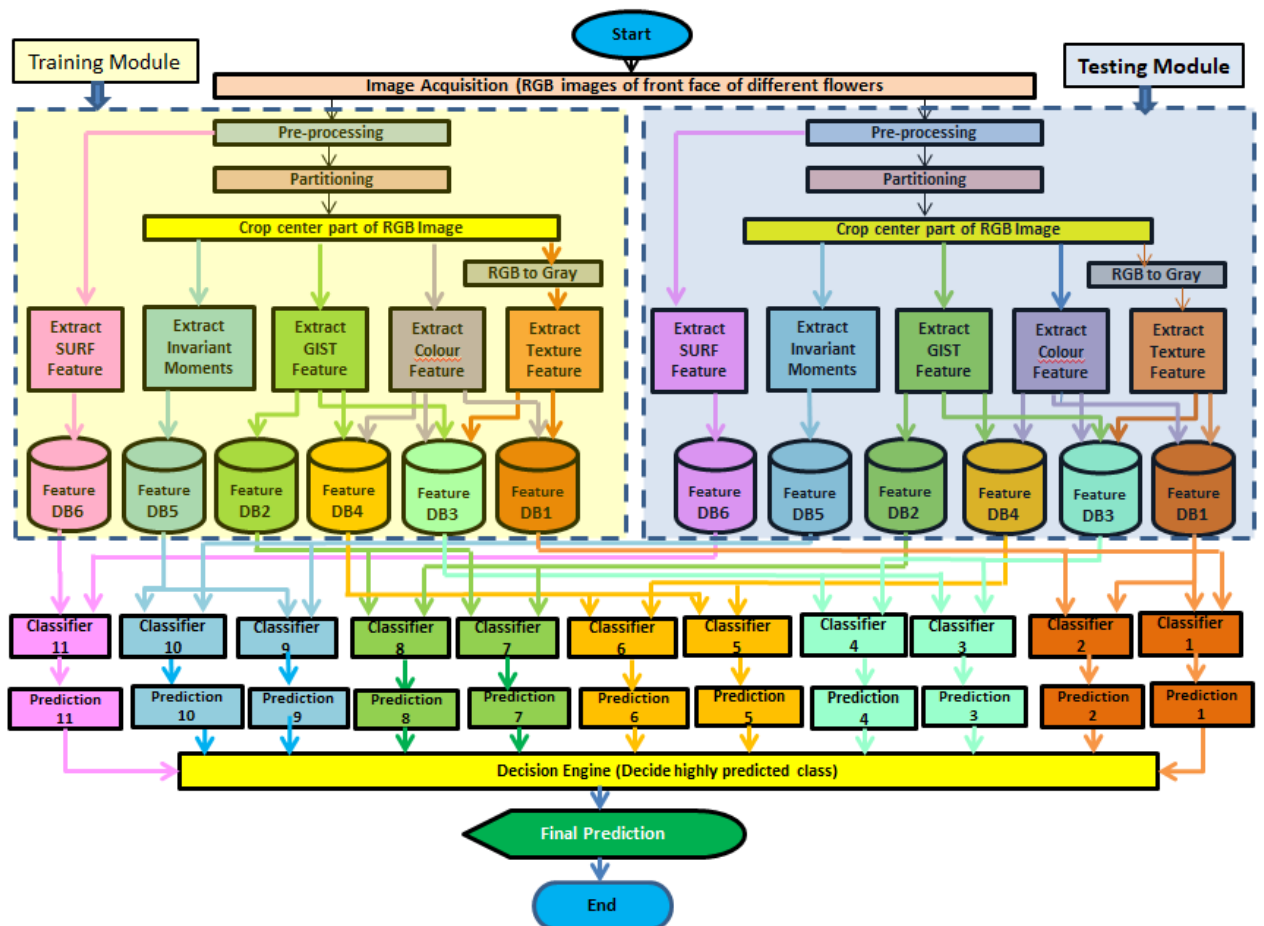 Start
Training Module
Testing Module
Image Acquisition (RGB images of front face of different flowers
Pre-processing
Partitioning
Crop center part of RGB Image
RGB to Gray
Extract
SURF
Feature
Extract
Invariant
Moments
Extract
GIST
Feature
Extract
Colour
Feature
Extract
Texture
Feature
Feature
DB6
Feature
DB5
Feature
DB2
Feature
DB4
Feature
DB3
Feature
DB1
Pre-processing
Partitioning
Crop center part of RGB Image
RGB to Gray
Extract
SURF
Feature
Extract
Invariant
Moments
Extract
GIST
Feature
Extract
Colour
Feature
Extract
Texture
Feature
Feature
DB6
Feature
DB5
Feature
DB2
Feature
DB4
Feature
DB3
Feature
DB1
Classifier
11
Classifier
10
Classifier
9
Classifier
8
Classifier
7
Classifier
6
Classifier
5
Classifier
4
Classifier
3
Classifier
2
Classifier
1
Prediction
11
Prediction
10
Prediction
9
Prediction
8
Prediction
7
Prediction
6
Prediction
5
Prediction
4
Prediction
3
Prediction
2
Prediction
1
Decision Engine (Decide highly predicted class)
Final Prediction
End